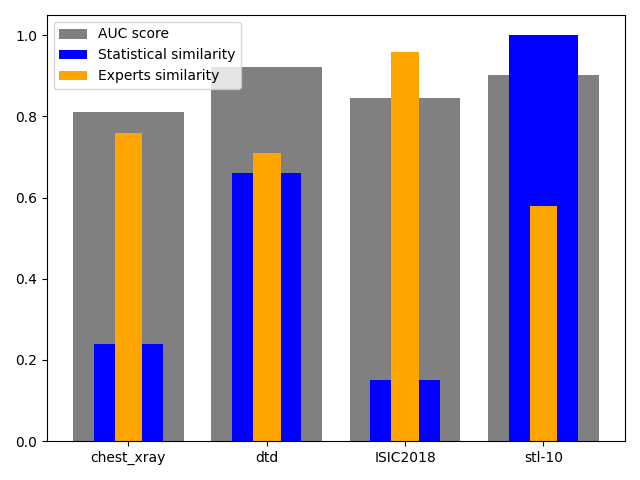 AUC score
Statistical similarity
Experts similarity
1.0
0.8
0.6
0.4
0.2
0.0
chest_xray
dtd
ISIC2018
stl-10